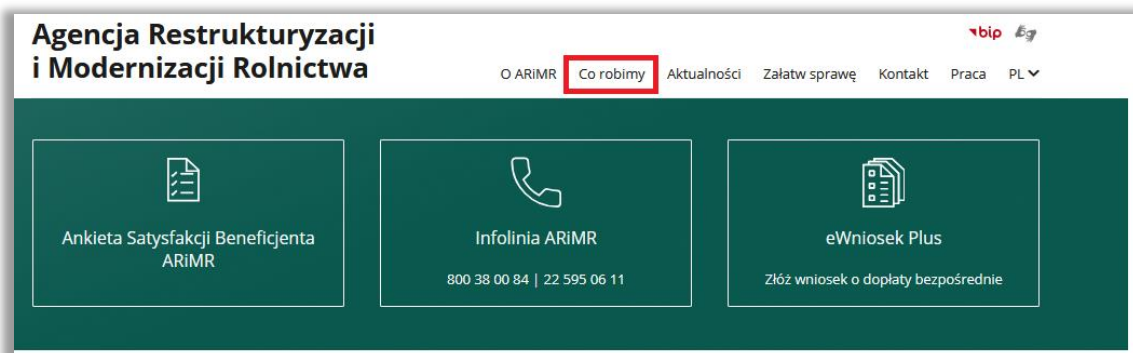 Agencja Restrukturyzacji
i Modernizacji Rolnictwa
bip
O ARiMR Co robimy Aktualności Załatw sprawę Kontakt Praca PL
Ankieta Satysfakcji Beneficjenta
ARiMR
Infolinia ARiMR
800 38 00 84 | 22 595 06 11
eWniosek Plus
Złóż wniosek o dopłaty bezpośrednie